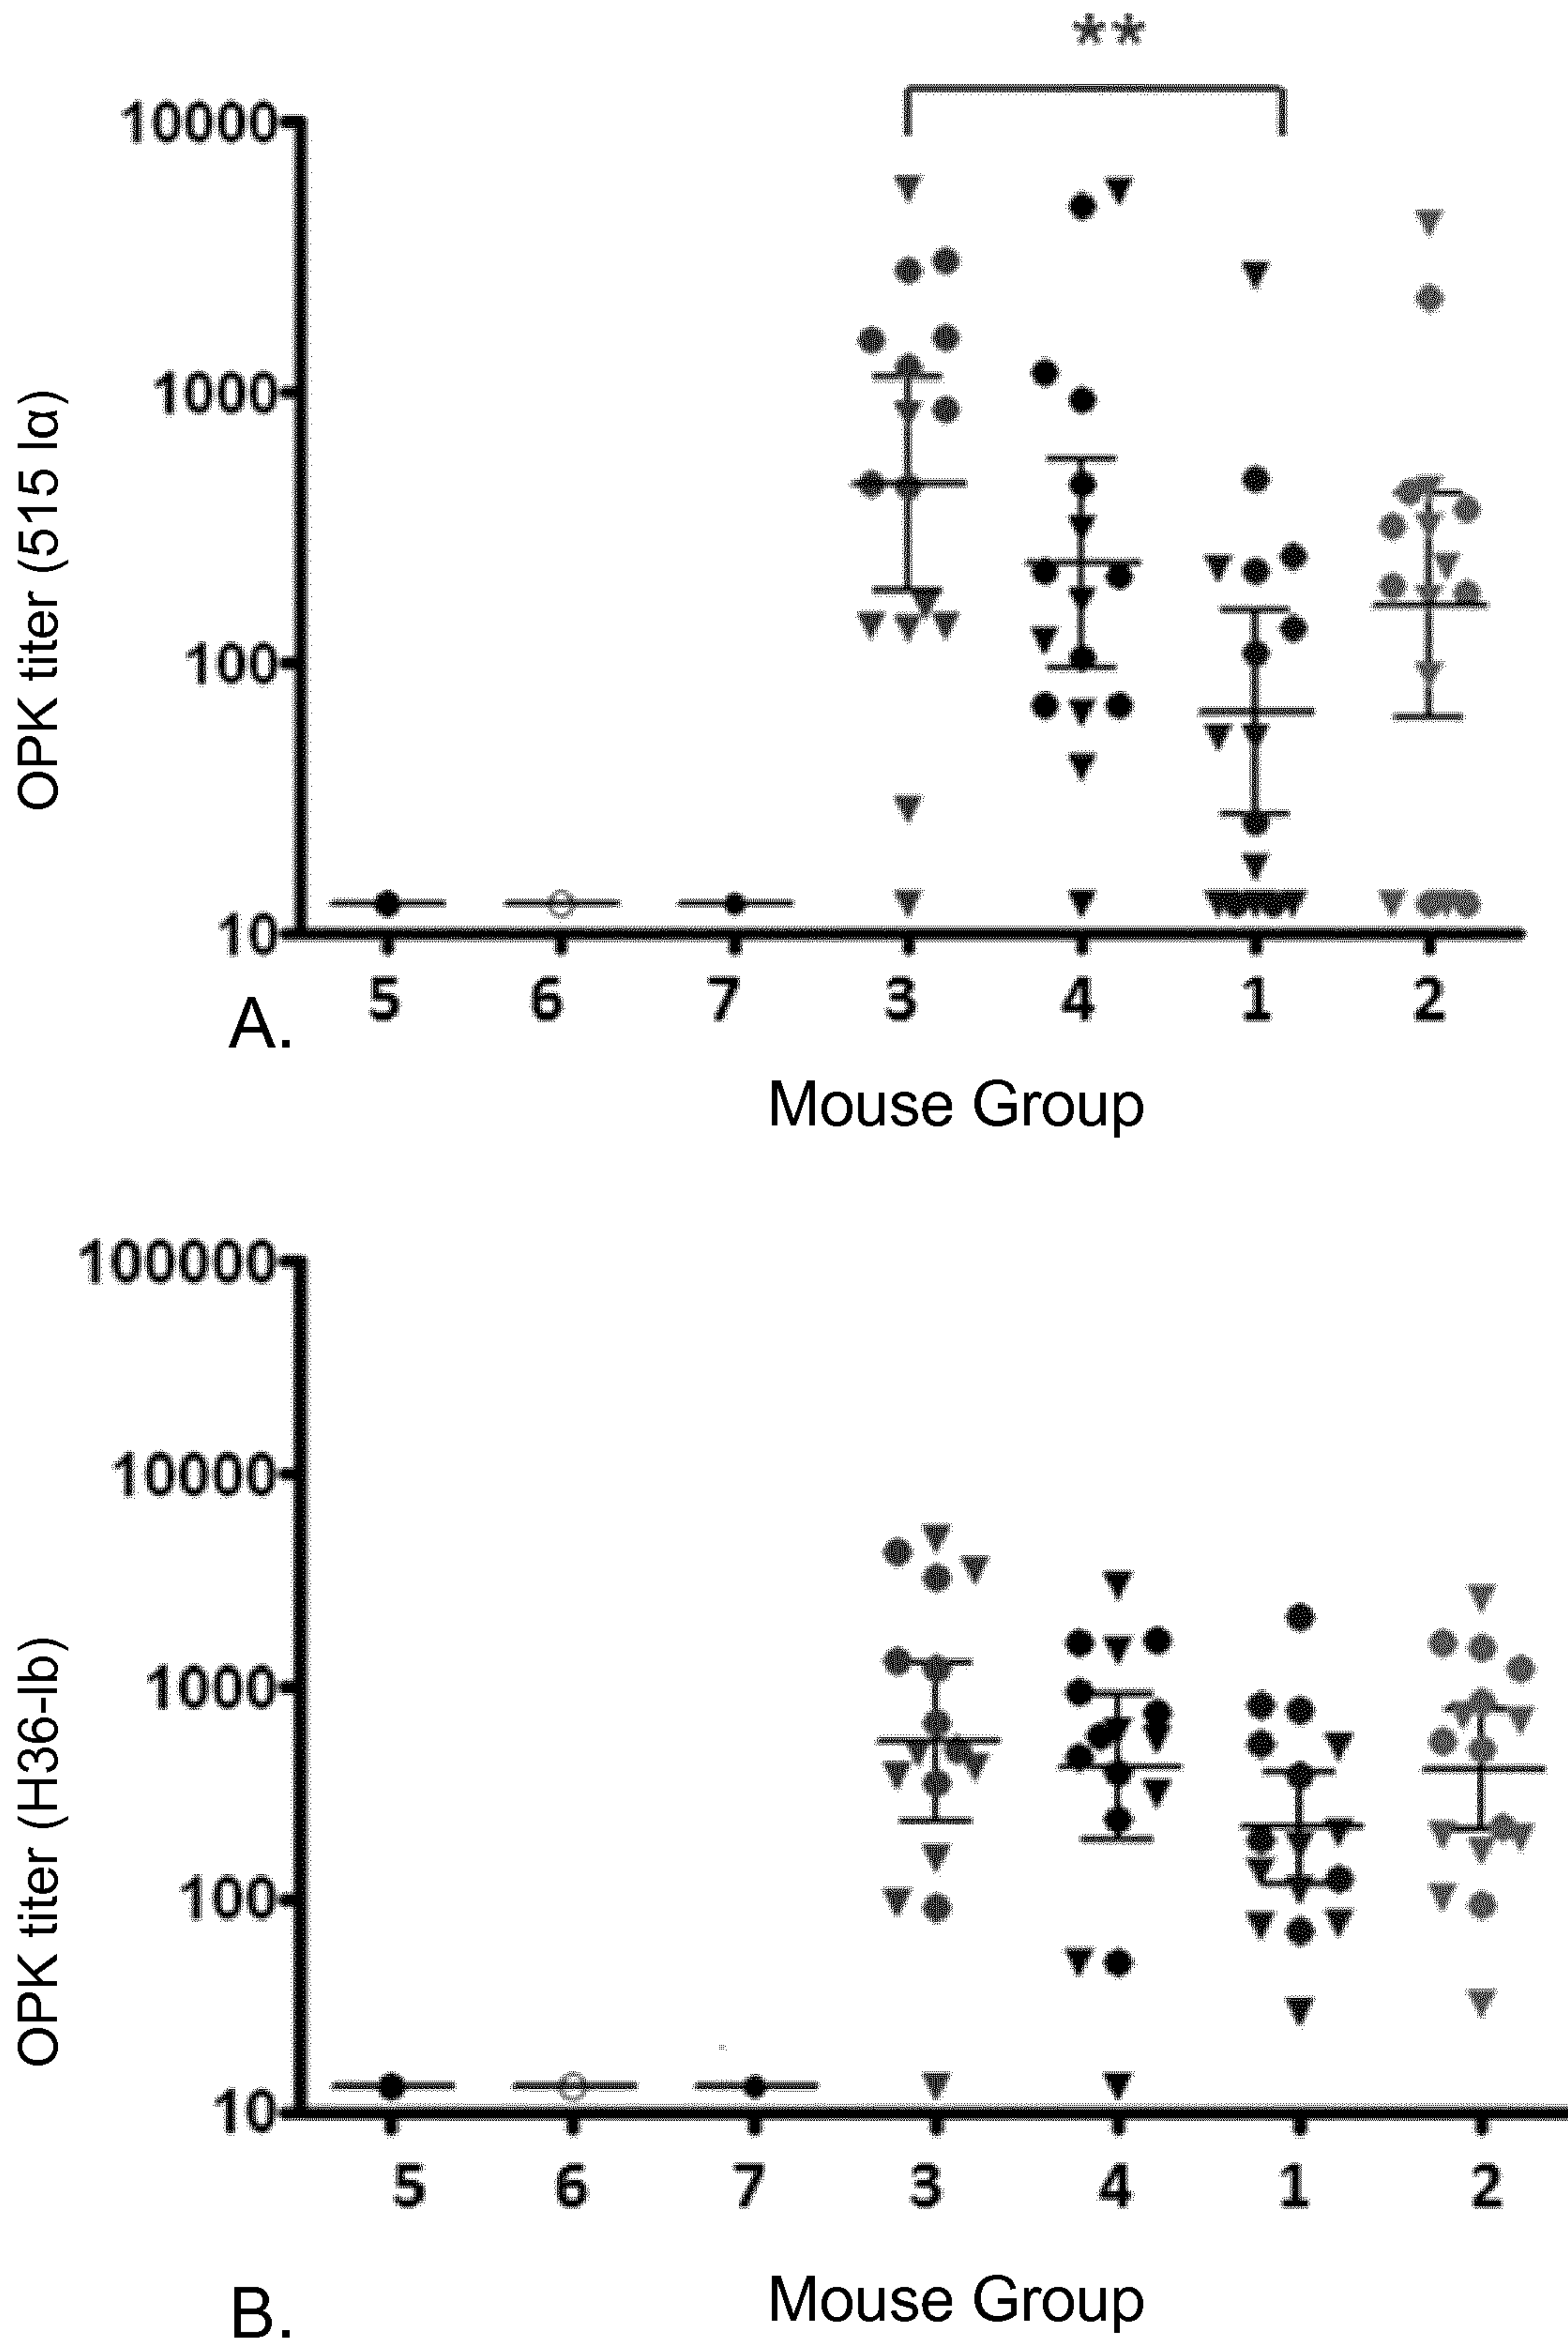 **
10000
1000
100
10
OPK titer (515 Iα)
5 6 7 3 4 1 2
A.
Mouse Group
100000
10000
1000
100
10
OPK titer (H36-Ib)
5 6 7 3 4 1 2
Mouse Group
B.